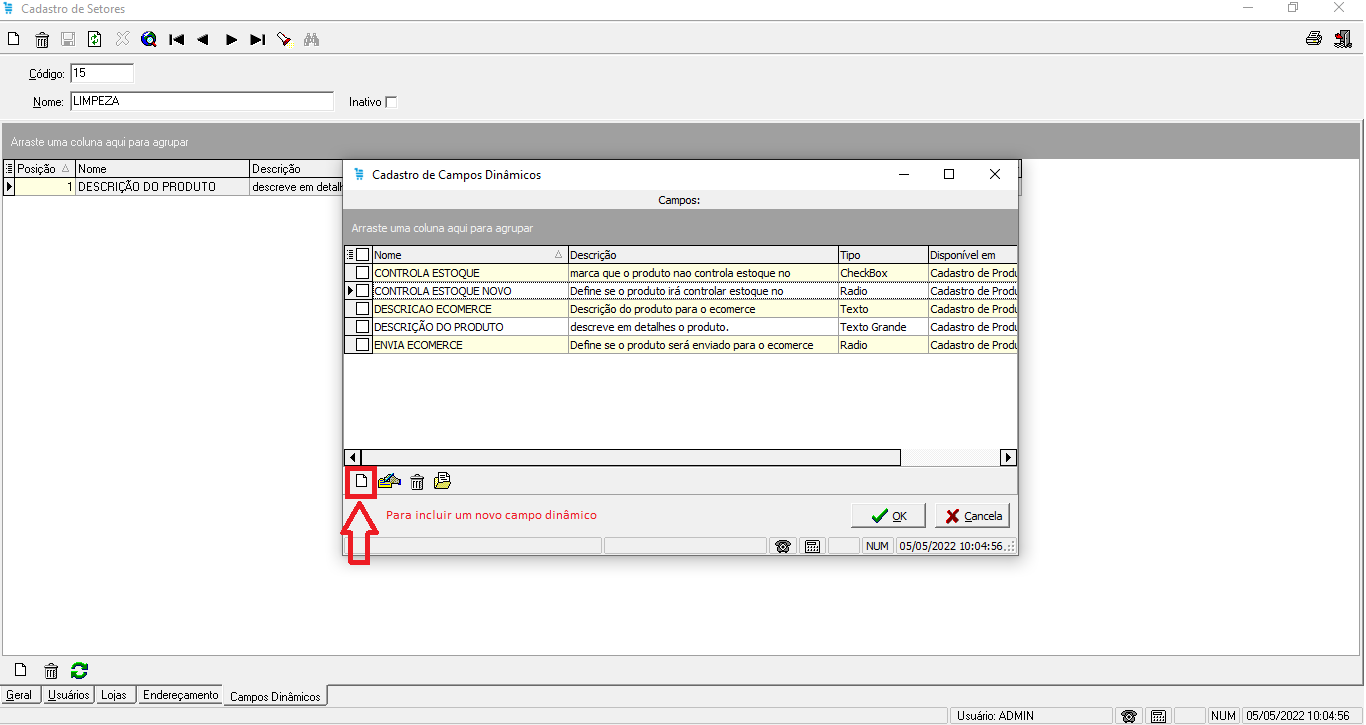 Cadastro de Setores
Código: 15
Nome: LIMPEZA Inativo
Arraste uma coluna aqui para agrupar
Posição Nome Descrição
1 DESCRIÇÃO DO PRODUTO descreve em detall
Cadastro de Campos Dinâmicos
Campos:
Arraste uma coluna aqui para agrupar
Nome Descrição Tipo Disponível em
CONTROLA ESTOQUE marca que o produto nao controla estoque no CheckBox Cadastro de Produ
CONTROLA ESTOQUE NOVO Define se o produto irá controlar estoque no Radio Cadastro de Produ
DESCRICAO ECOMERCE Descrição do produto para o ecomerce Texto Cadastro de Produ
DESCRIÇÃO DO PRODUTO descreve em detalhes o produto. Texto Grande Cadastro de Produ
ENVIA ECOMERCE Define se o produto será enviado para o ecomerce Radio Cadastro de Produ
Para incluir um novo campo dinâmico
OK Cancela
NUM 05/05/2022 10:04:56
Geral Usuários Lojas Endereçamento Campos Dinâmicos
Usuário: ADMIN NUM 05/05/2022 10:04:56